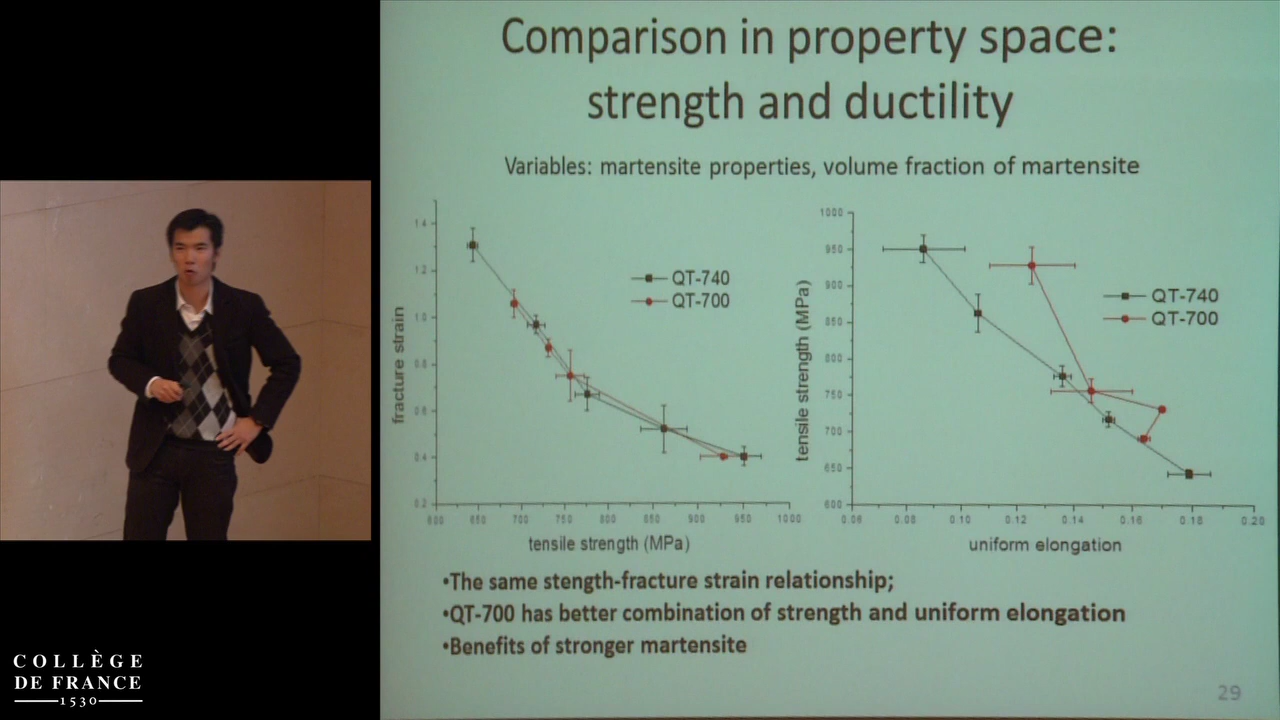 Comparison in property space:
strength and ductility
Variables: martensite properties, volume fraction of martensite
1.4
1.2
1.0
0.8
0.6
0.4
0.2
fracture strain
QT-740
QT-700
600 650 700 750 800 850 900 950 1000
tensile strength (MPa)
1000
950
900
850
800
750
700
650
600
tensile strength (MPa)
QT-740
QT-700
0.06 0.08 0.10 0.12 0.14 0.16 0.18 0.20
uniform elongation
•The same stength-fracture strain relationship;
•QT-700 has better combination of strength and uniform elongation
•Benefits of stronger martensite
29
COLLÈGE
DE FRANCE
1530